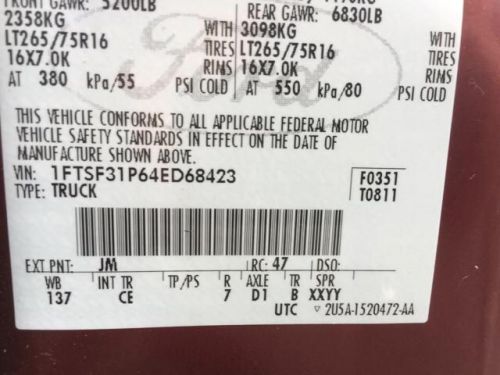 FRONT GAWR: 5200LB REAR GAWR: 6830LB
2358KG 3098KG
LT265/75R16 TIRES LT265/75R16 TIRES
16X7.0K RIMS 16X7.0K RIMS
AT 380 kPa/55 PSI COLD AT 550 kPa/80 PSI COLD
Ford
THIS VEHICLE CONFORMS TO ALL APPLICABLE FEDERAL MOTOR
VEHICLE SAFETY STANDARDS IN EFFECT ON THE DATE OF
MANUFACTURE SHOWN ABOVE.
VIN: 1FTSF31P64ED68423 F0351
TYPE: TRUCK T0811
EXT PNT: JM RC: 47 DSO:
WB INT TR TP/PS R AXLE TR SPR
137 CE 7 D1 B XXYY
UTC 2U5A-1520472-AA